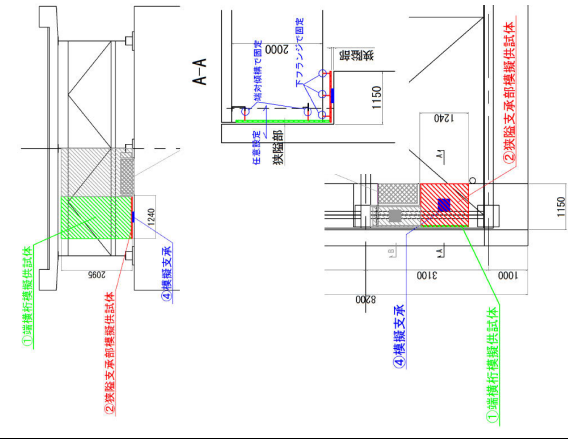 ①端横桁模擬供試体
②狭隘支承部模擬供試体
④模擬支承
2095
1240
A-A
2000
狭隘部
端対傾構で固定
下フランジで固定
任意設定
狭隘部
1150
1240
②狭隘支承部模擬供試体
A
A
B
1150
8200
3100
1000
④模擬支承
①端横桁模擬供試体